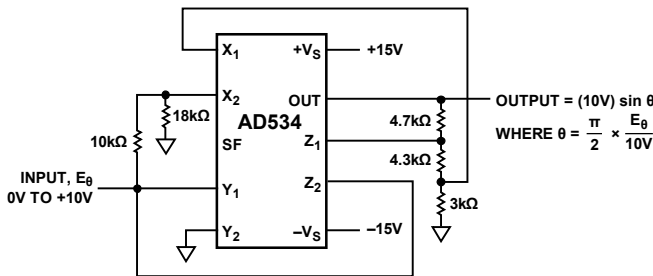 X1
+VS
+15V
X2
OUT
OUTPUT = (10V) sin θ
18kΩ
AD534
4.7kΩ
WHERE θ = π/2 × Eθ/10V
10kΩ
SF
Z1
4.3kΩ
INPUT, Eθ
0V TO +10V
Y1
Z2
3kΩ
Y2
–VS
–15V